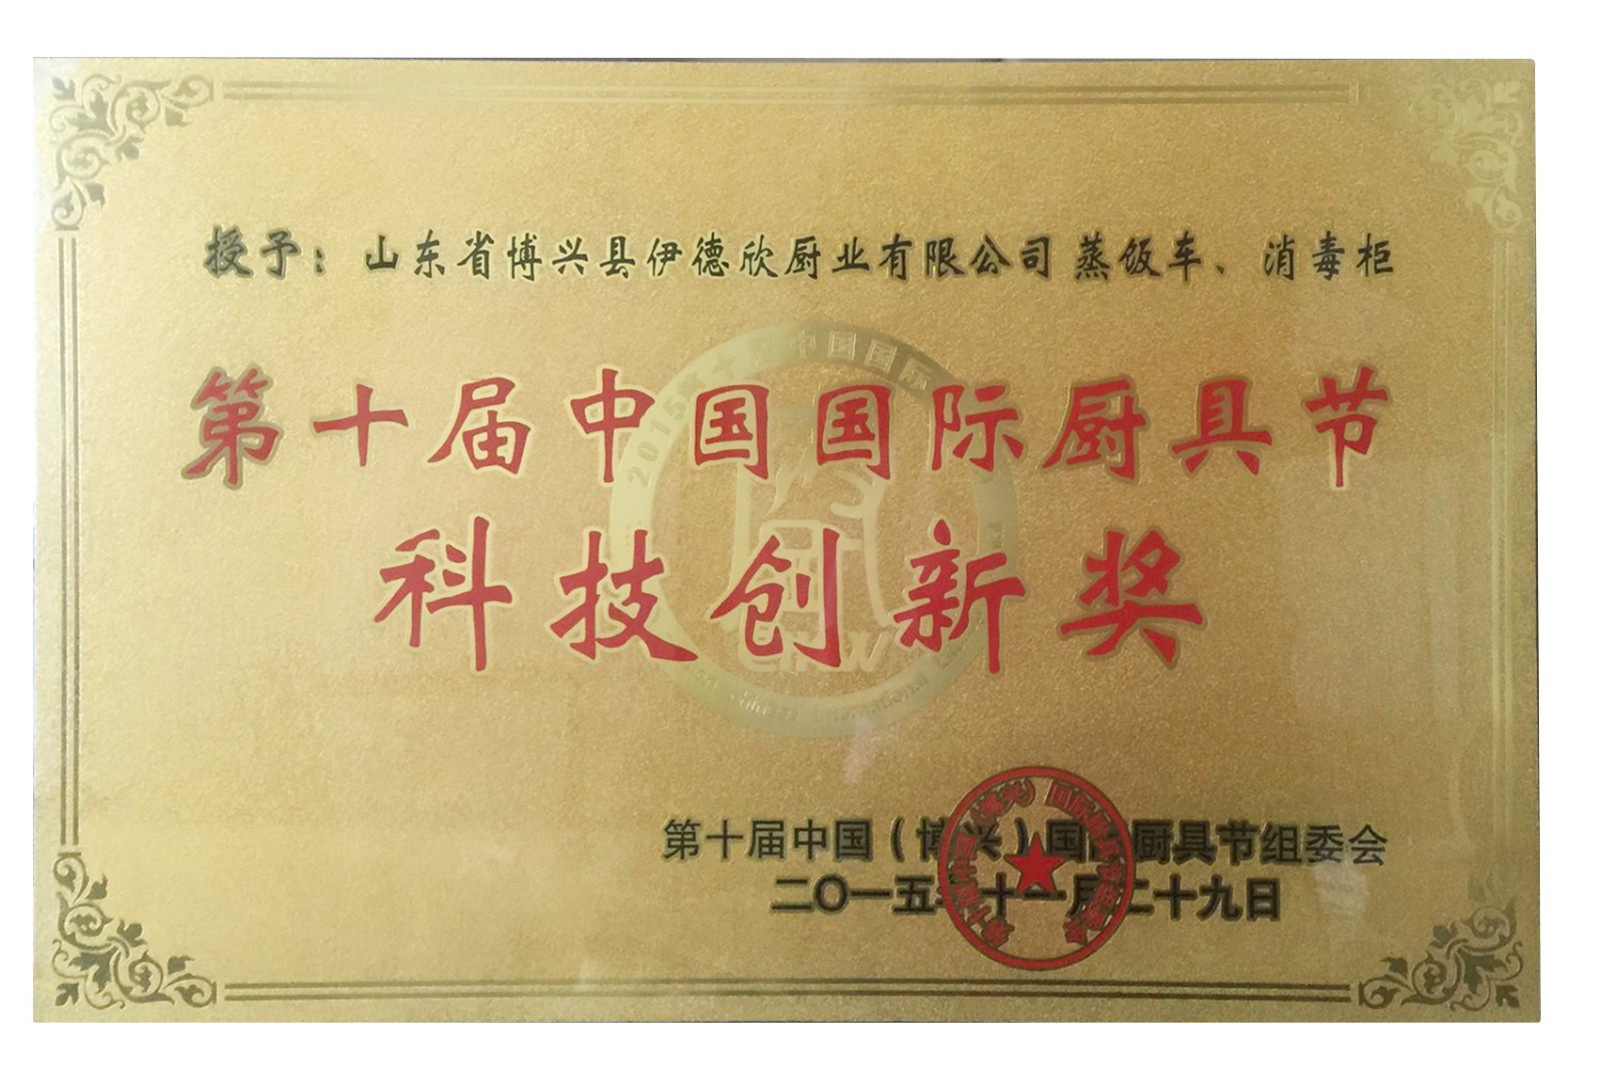 授予：山东省博兴县伊德欣厨业有限公司 蒸饭车、消毒柜
第十届中国国际厨具节
科技创新奖
第十届中国（博兴）国际厨具节组委会
二〇一五年十一月二十九日